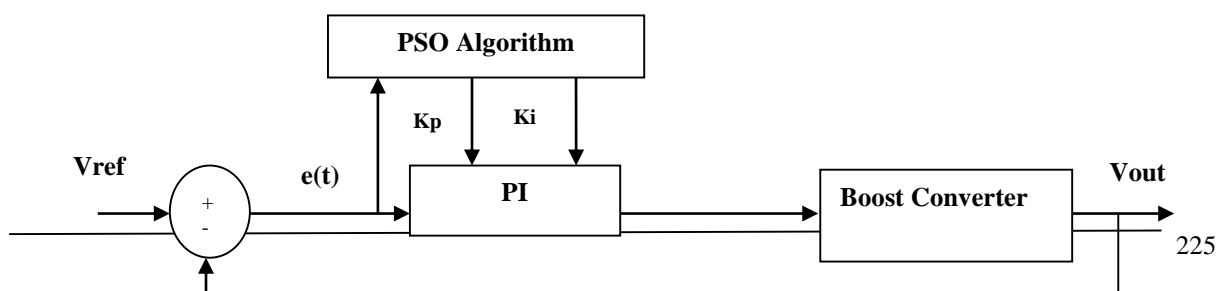 PSO Algorithm
Kp
Ki
Vref
e(t)
PI
Vout
+
-
Boost Converter
225